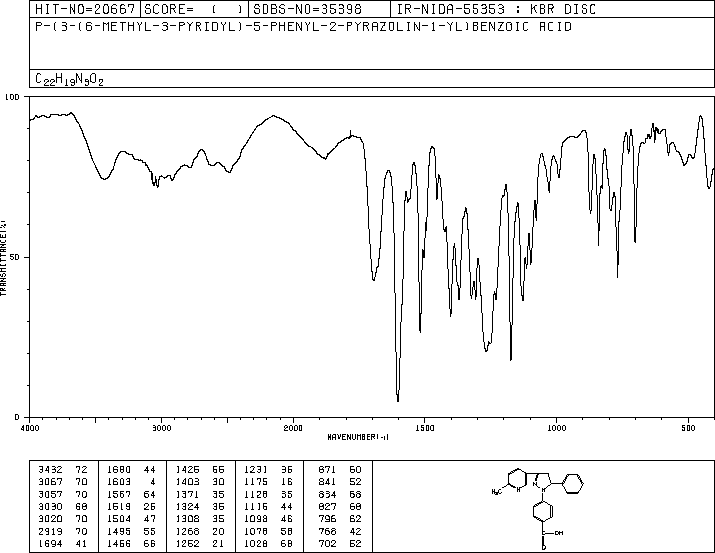 HIT-NO=20667 SCORE= ( ) SDBS-NO=35398 IR-NIDA-55353 : KBR DISC
P-(3-(6-METHYL-3-PYRIDYL)-5-PHENYL-2-PYRAZOLIN-1-YL)BENZOIC ACID
C22H19N3O2
100
50
0
TRANSMITTANCE(%)
4000 3000 2000 1500 1000 500
WAVENUMBER(-1)
3432 72 1680 44 1426 66 1231 36 871 60
3067 70 1603 4 1403 30 1175 16 841 52
3057 70 1567 64 1371 35 1128 35 834 68
3030 68 1519 26 1324 36 1116 44 827 68
3020 70 1504 47 1308 35 1098 46 796 62
2919 70 1495 55 1268 20 1078 58 768 42
1694 41 1456 66 1252 21 1028 68 702 52
N
N
H3C
N
C
OH
O